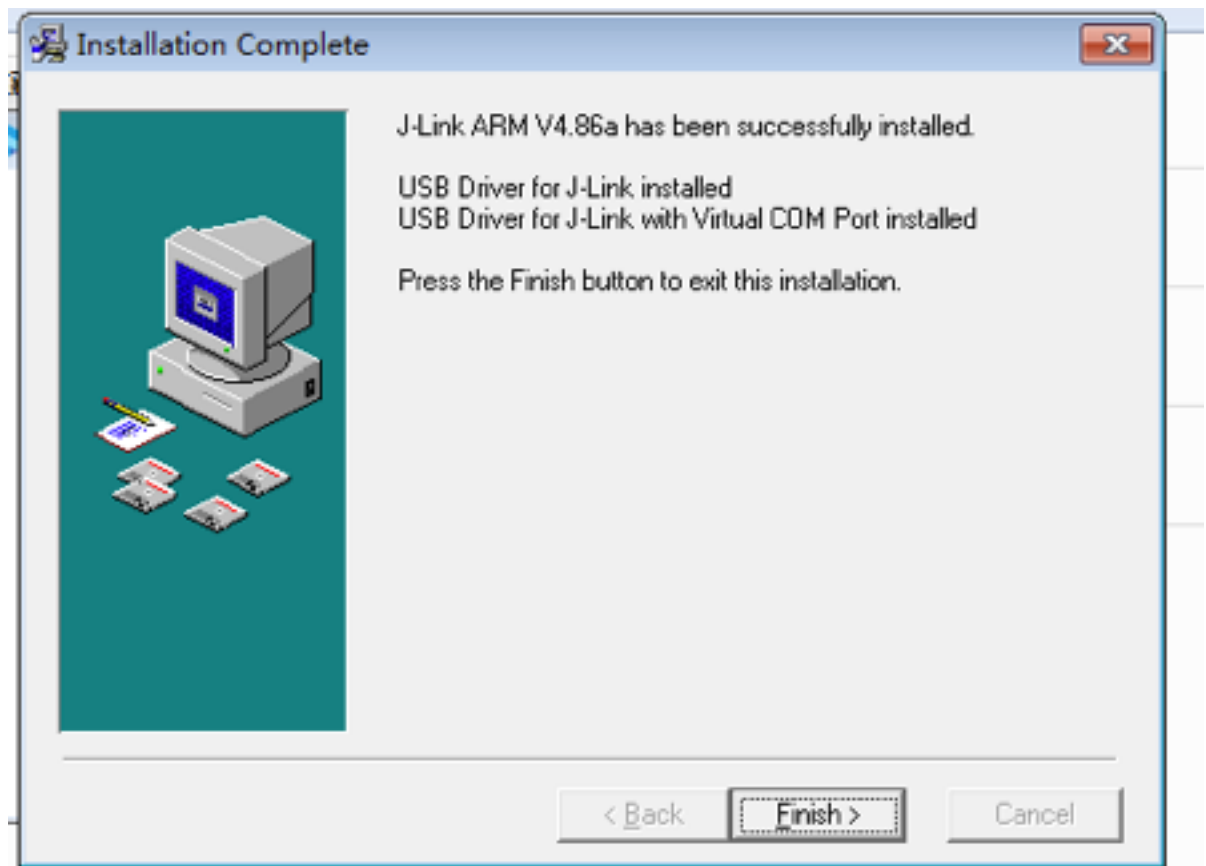 Installation Complete
J-Link ARM V4.86a has been successfully installed.
USB Driver for J-Link installed
USB Driver for J-Link with Virtual COM Port installed
Press the Finish button to exit this installation.
< Back
Finish >
Cancel